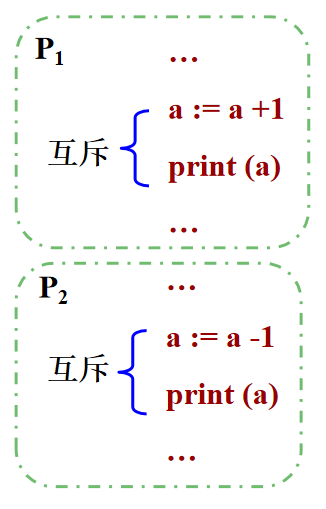 P₁
…
a := a +1
互斥
print (a)
…
P₂
…
a := a -1
互斥
print (a)
…